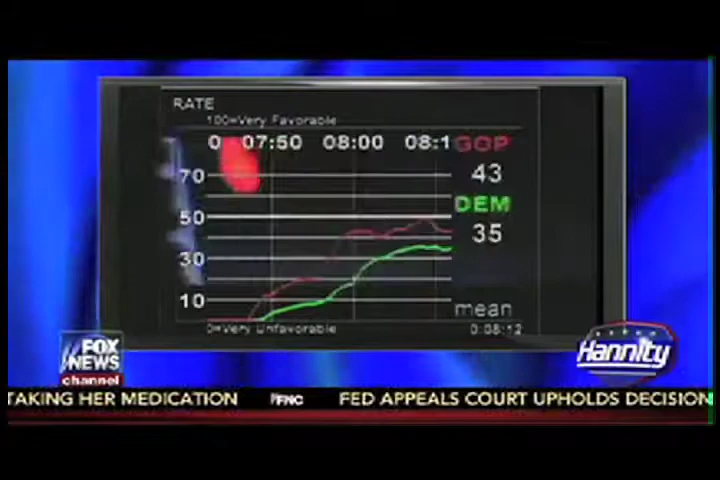 RATE
100=Very Favorable
0 07:50 08:00 08:1 GOP
70 43
DEM
50 35
30
10 mean
0=Very Unfavorable 0:08:12
FOX
NEWS
channel
Hannity
TAKING HER MEDICATION FNC FED APPEALS COURT UPHOLDS DECISION